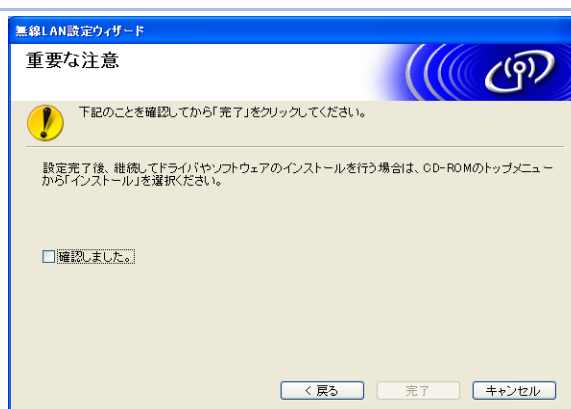 無線LAN設定ウィザード
重要な注意
下記のことを確認してから「完了」をクリックしてください。
設定完了後、継続してドライバやソフトウェアのインストールを行う場合は、CD-ROMのトップメニュー
から「インストール」を選択ください。
確認しました。
< 戻る
完了
キャンセル